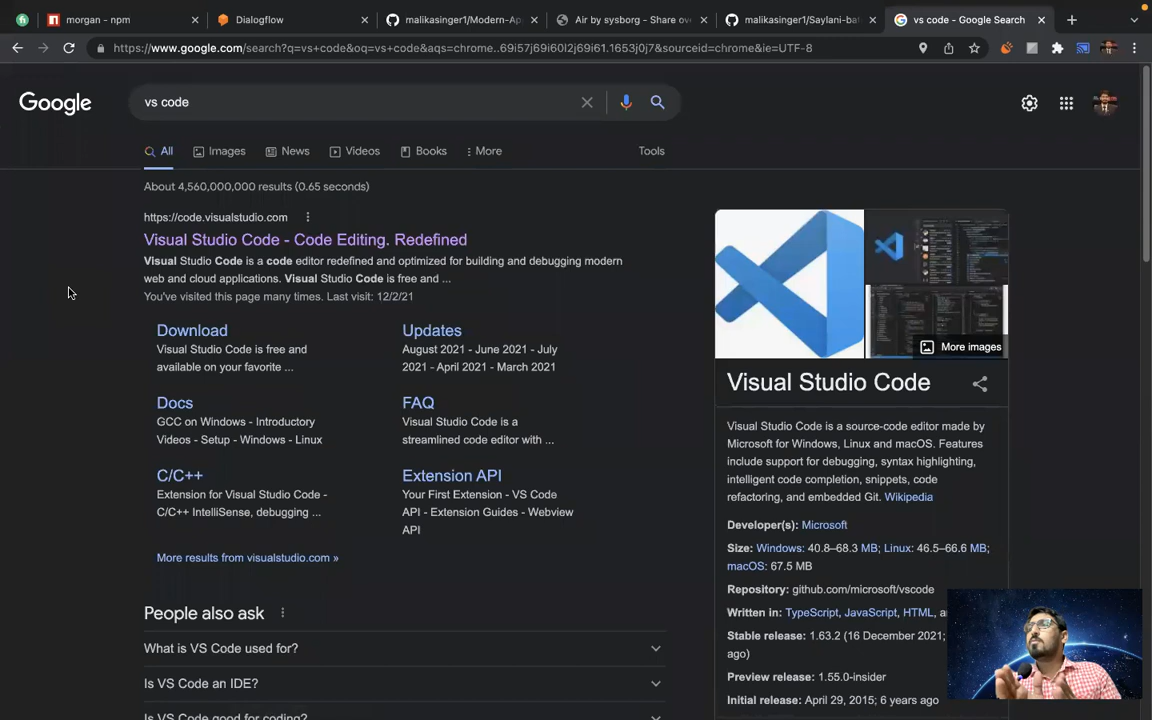 morgan - npm
Dialogflow
malikasinger1/Modern-Ap
Air by sysborg - Share ov
malikasinger1/Saylani-bat
vs code - Google Search
https://www.google.com/search?q=vs+code&oq=vs+code&aqs=chrome..69i57j69i60l2j69i61.1653j0j7&sourceid=chrome&ie=UTF-8
Google
vs code
All
Images
News
Videos
Books
More
Tools
About 4,560,000,000 results (0.65 seconds)
https://code.visualstudio.com
Visual Studio Code - Code Editing. Redefined
Visual Studio Code is a code editor redefined and optimized for building and debugging modern
web and cloud applications. Visual Studio Code is free and ...
You've visited this page many times. Last visit: 12/2/21
Download
Visual Studio Code is free and
available on your favorite ...
Updates
August 2021 - June 2021 - July
2021 - April 2021 - March 2021
Docs
GCC on Windows - Introductory
Videos - Setup - Windows - Linux
FAQ
Visual Studio Code is a
streamlined code editor with ...
C/C++
Extension for Visual Studio Code -
C/C++ IntelliSense, debugging ...
Extension API
Your First Extension - VS Code
API - Extension Guides - Webview
API
More results from visualstudio.com »
People also ask
What is VS Code used for?
Is VS Code an IDE?
Is VS Code good for coding?
More images
Visual Studio Code
Visual Studio Code is a source-code editor made by
Microsoft for Windows, Linux and macOS. Features
include support for debugging, syntax highlighting,
intelligent code completion, snippets, code
refactoring, and embedded Git. Wikipedia
Developer(s): Microsoft
Size: Windows: 40.8–68.3 MB; Linux: 46.5–66.6 MB;
macOS: 67.5 MB
Repository: github.com/microsoft/vscode
Written in: TypeScript, JavaScript, HTML,
Stable release: 1.63.2 (16 December 2021;
ago)
Preview release: 1.55.0-insider
Initial release: April 29, 2015; 6 years ago